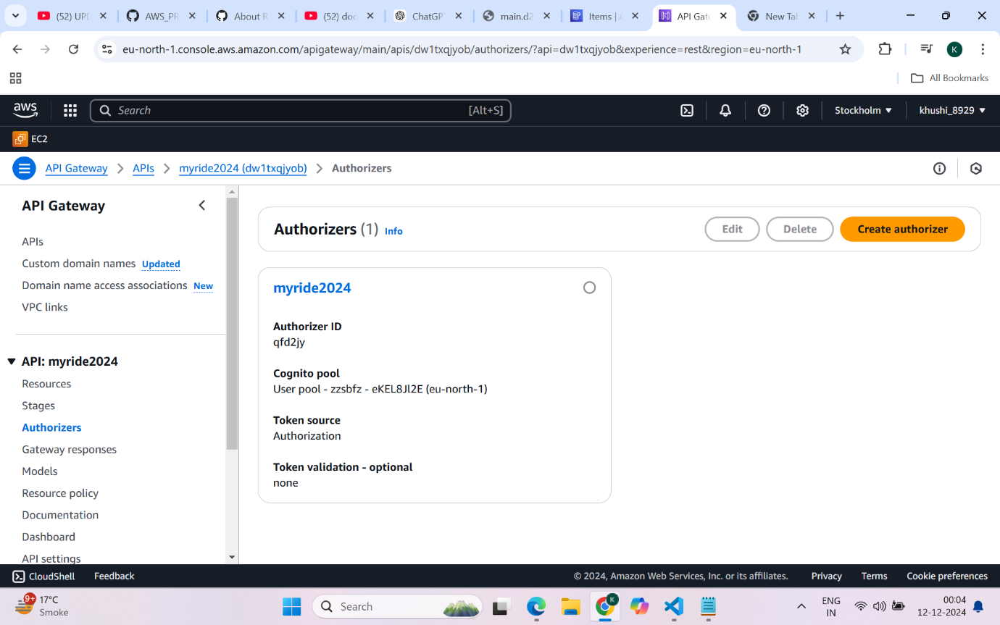 (52) UPD
AWS_PR
About R
(52) doc
ChatGP
main.d2
Items | A
API Gate
New Tab
eu-north-1.console.aws.amazon.com/apigateway/main/apis/dw1txqjyob/authorizers/?api=dw1txqjyob&experience=rest&region=eu-north-1
K
All Bookmarks
aws
Search
[Alt+S]
Stockholm
khushi_8929
EC2
API Gateway
APIs
myride2024 (dw1txqjyob)
Authorizers
API Gateway
APIs
Custom domain names Updated
Domain name access associations New
VPC links
API: myride2024
Resources
Stages
Authorizers
Gateway responses
Models
Resource policy
Documentation
Dashboard
API settings
Authorizers (1) Info
Edit
Delete
Create authorizer
myride2024
Authorizer ID
qfd2jy
Cognito pool
User pool - zzsbfz - eKEL8Jl2E (eu-north-1)
Token source
Authorization
Token validation - optional
none
CloudShell
Feedback
© 2024, Amazon Web Services, Inc. or its affiliates.
Privacy
Terms
Cookie preferences
9+
17°C
Smoke
Search
K
ENG
IN
00:04
12-12-2024